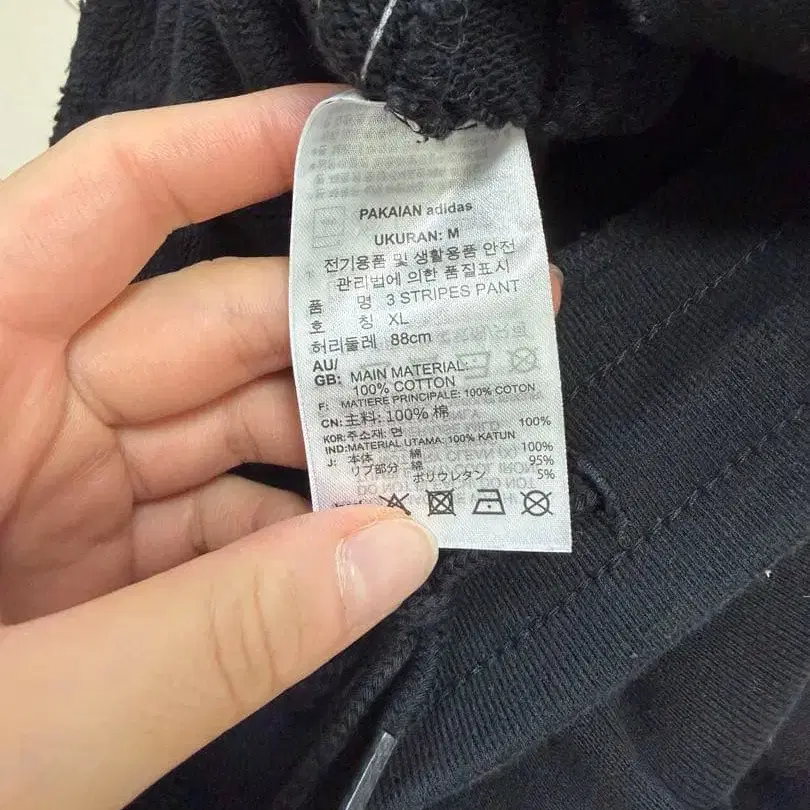 PAKAIAN adidas
UKURAN: M
전기용품 및 생활용품 안전
관리법에 의한 품질표시
품 명 3 STRIPES PANT
호 칭 XL
허리둘레 88cm
AU/
GB: MAIN MATERIAL:
100% COTTON
F: MATIERE PRINCIPALE: 100% COTON
CN: 主料: 100% 棉
KOR: 주소재: 면 100%
IND: MATERIAL UTAMA: 100% KATUN
J: 本体 綿 100%
リブ部分 綿 95%
ポリウレタン 5%